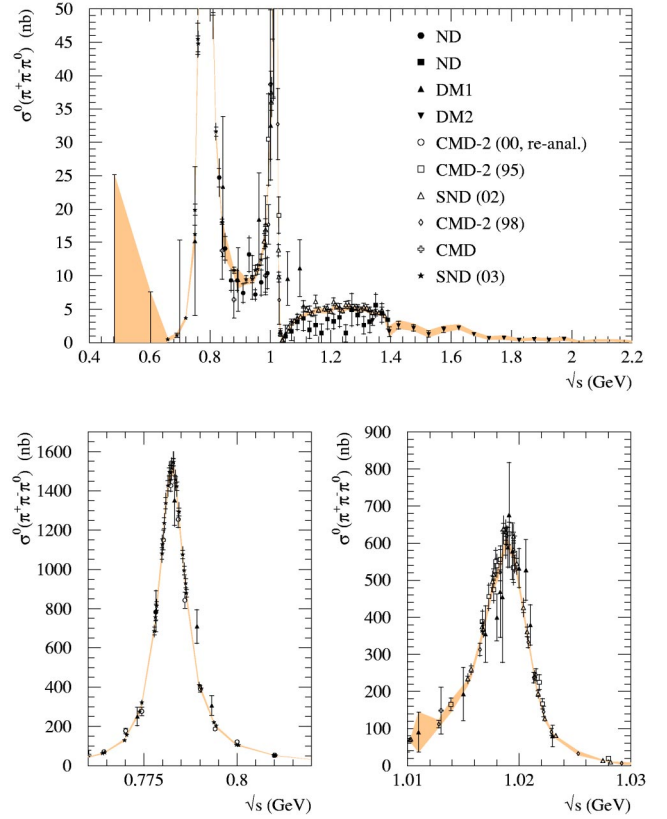 σ⁰(π⁺π⁻π⁰) (nb)
50
45
40
35
30
25
20
15
10
5
0
ND
ND
DM1
DM2
CMD-2 (00, re-anal.)
CMD-2 (95)
SND (02)
CMD-2 (98)
CMD
SND (03)
0.4 0.6 0.8 1 1.2 1.4 1.6 1.8 2 2.2
√s (GeV)
σ⁰(π⁺π⁻π⁰) (nb)
1600
1400
1200
1000
800
600
400
200
0
0.775 0.8
√s (GeV)
σ⁰(π⁺π⁻π⁰) (nb)
900
800
700
600
500
400
300
200
100
0
1.01 1.02 1.03
√s (GeV)